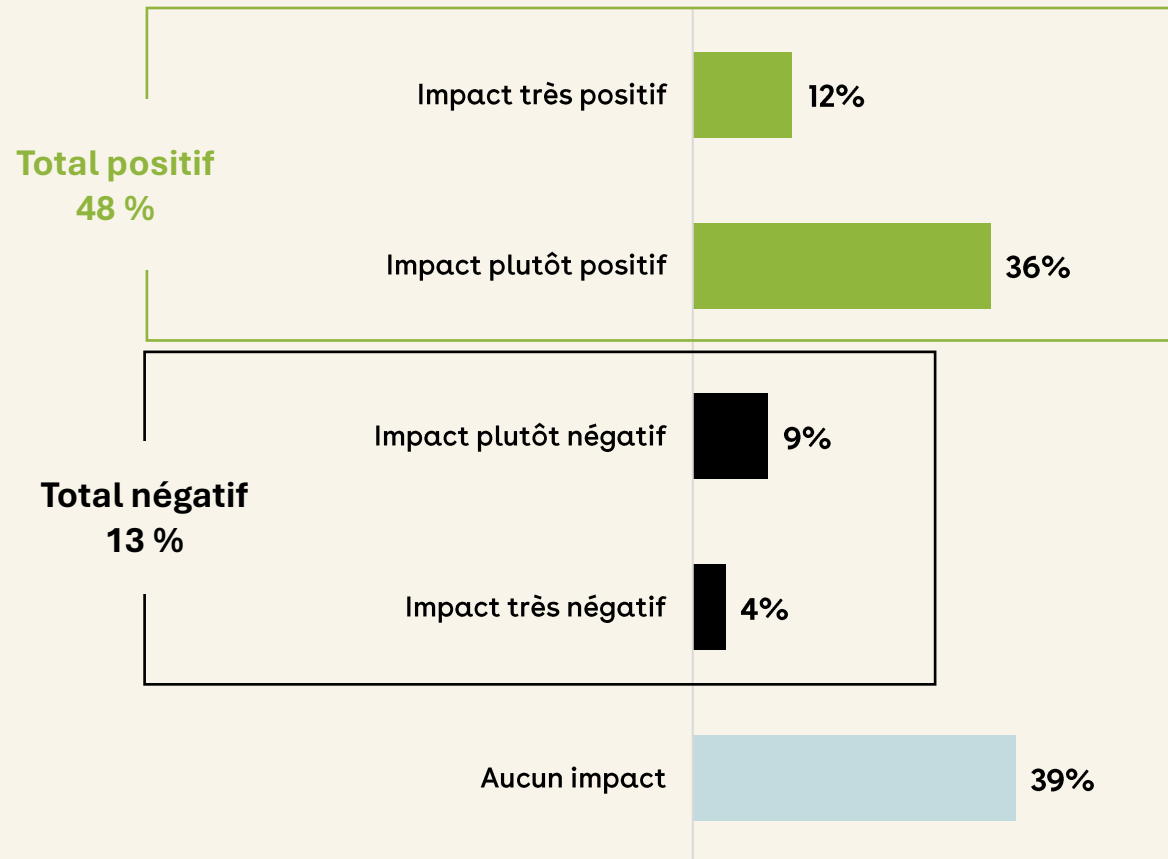 Impact très positif 12%
Total positif
48 %
Impact plutôt positif 36%
Impact plutôt négatif 9%
Total négatif
13 %
Impact très négatif 4%
Aucun impact 39%